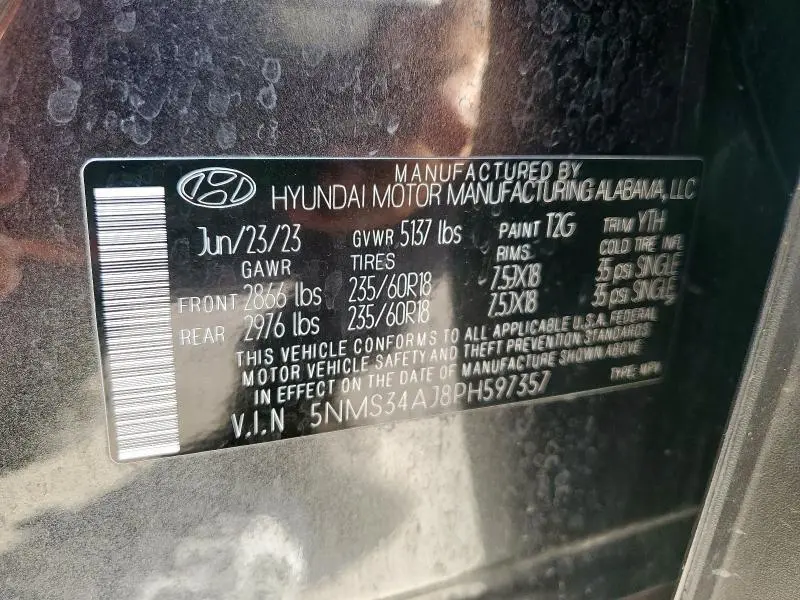 MANUFACTURED BY
HYUNDAI MOTOR MANUFACTURING ALABAMA, LLC
Jun/23/23 GVWR 5137 lbs PAINT T2G TRIM YTH
GAWR TIRES RIMS COLD TIRE INFL
FRONT 2866 lbs 235/60R18 7.5JX18 35 psi SINGLE
REAR 2976 lbs 235/60R18 7.5JX18 35 psi SINGLE
THIS VEHICLE CONFORMS TO ALL APPLICABLE U.S.A. FEDERAL
MOTOR VEHICLE SAFETY AND THEFT PREVENTION STANDARDS
IN EFFECT ON THE DATE OF MANUFACTURE SHOWN ABOVE
V.I.N 5NMS34AJ8PH597357 TYPE: MPV